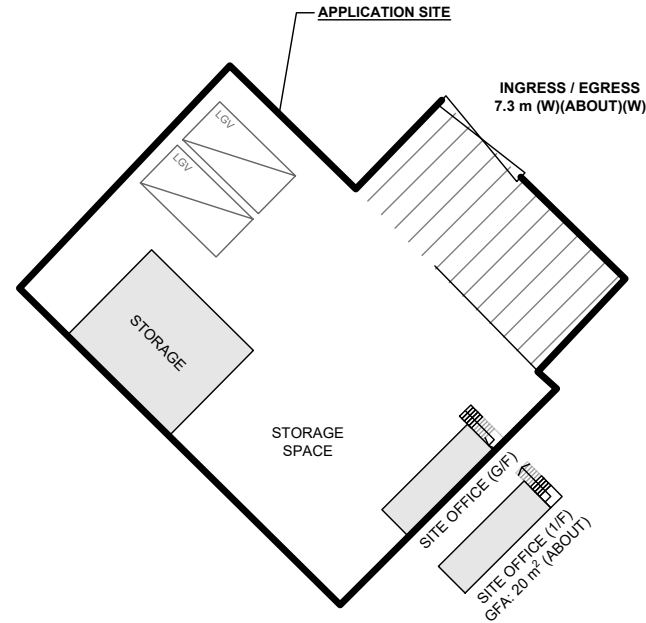 APPLICATION SITE
INGRESS / EGRESS
7.3 m (W)(ABOUT)(W)
LGV
LGV
STORAGE
STORAGE
SPACE
SITE OFFICE (G/F)
SITE OFFICE (1/F)
GFA: 20 m² (ABOUT)